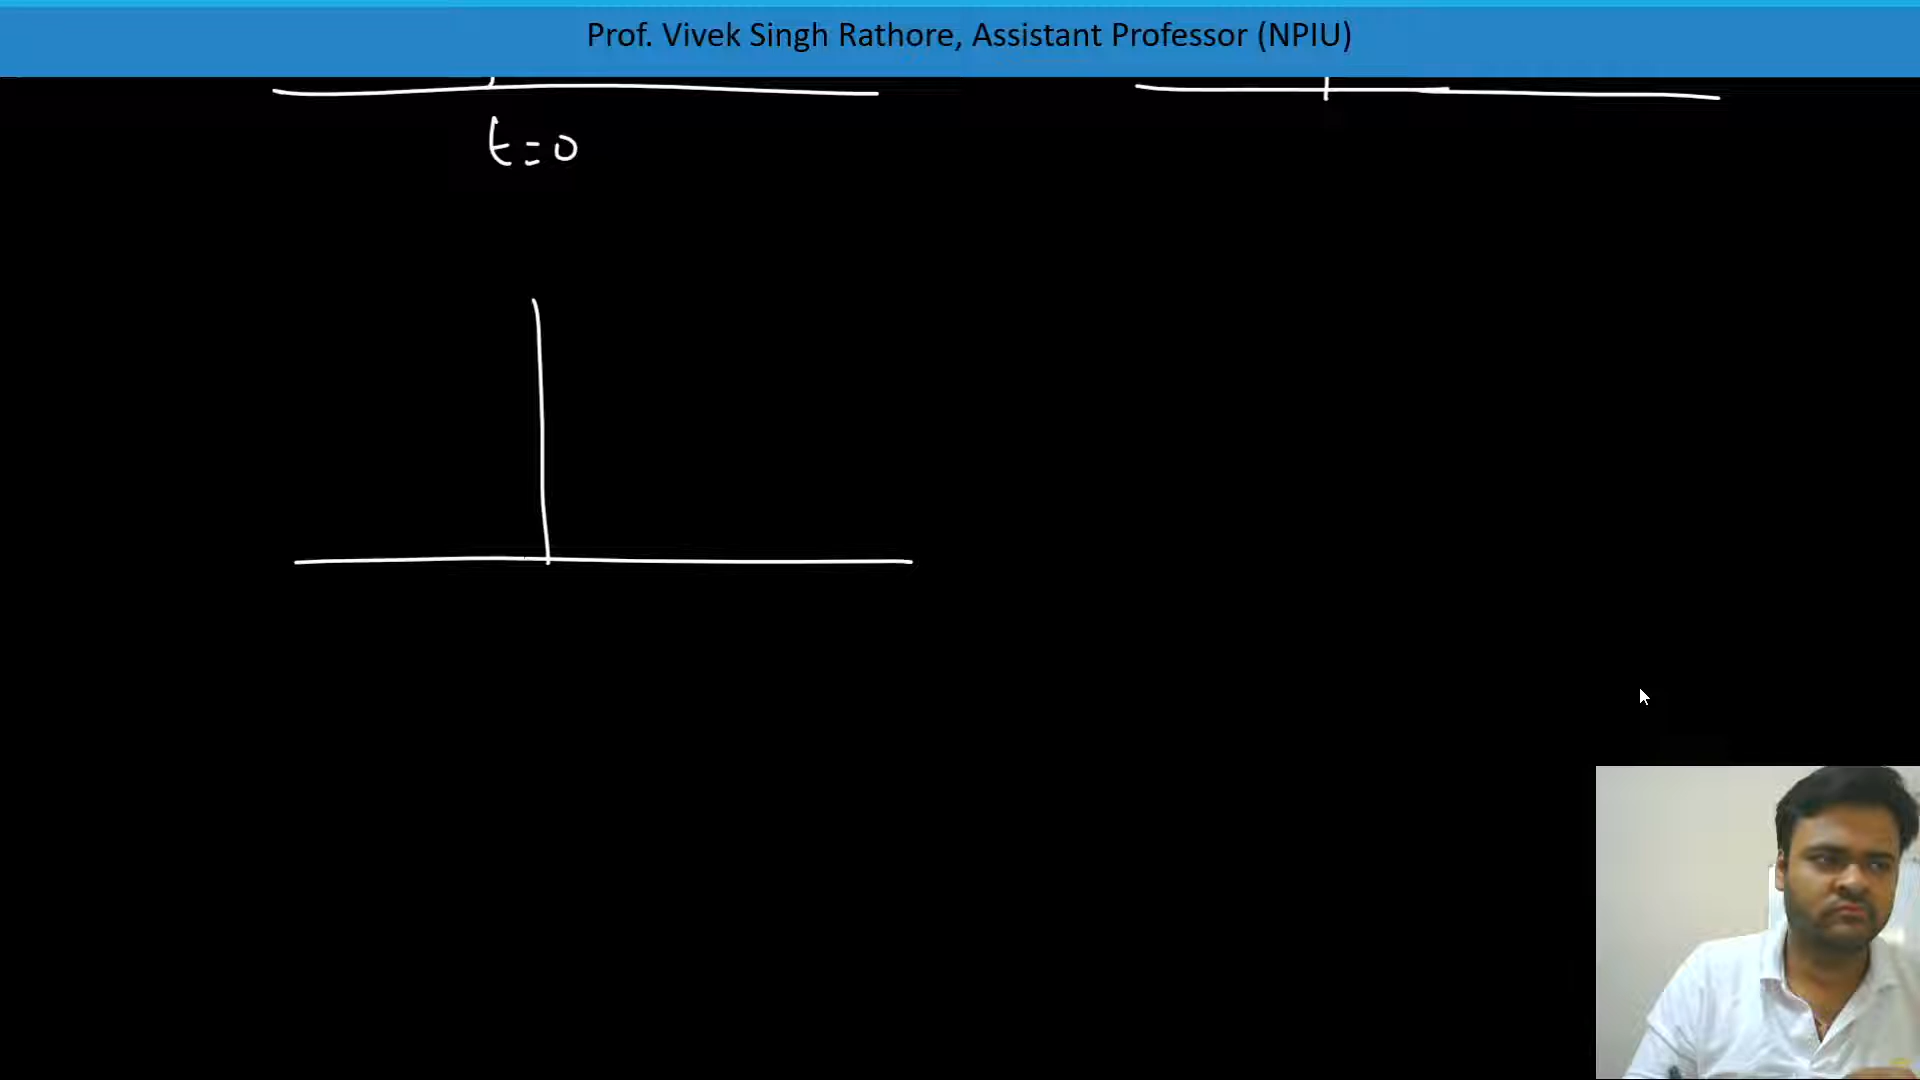 Prof. Vivek Singh Rathore, Assistant Professor (NPIU)
t=0